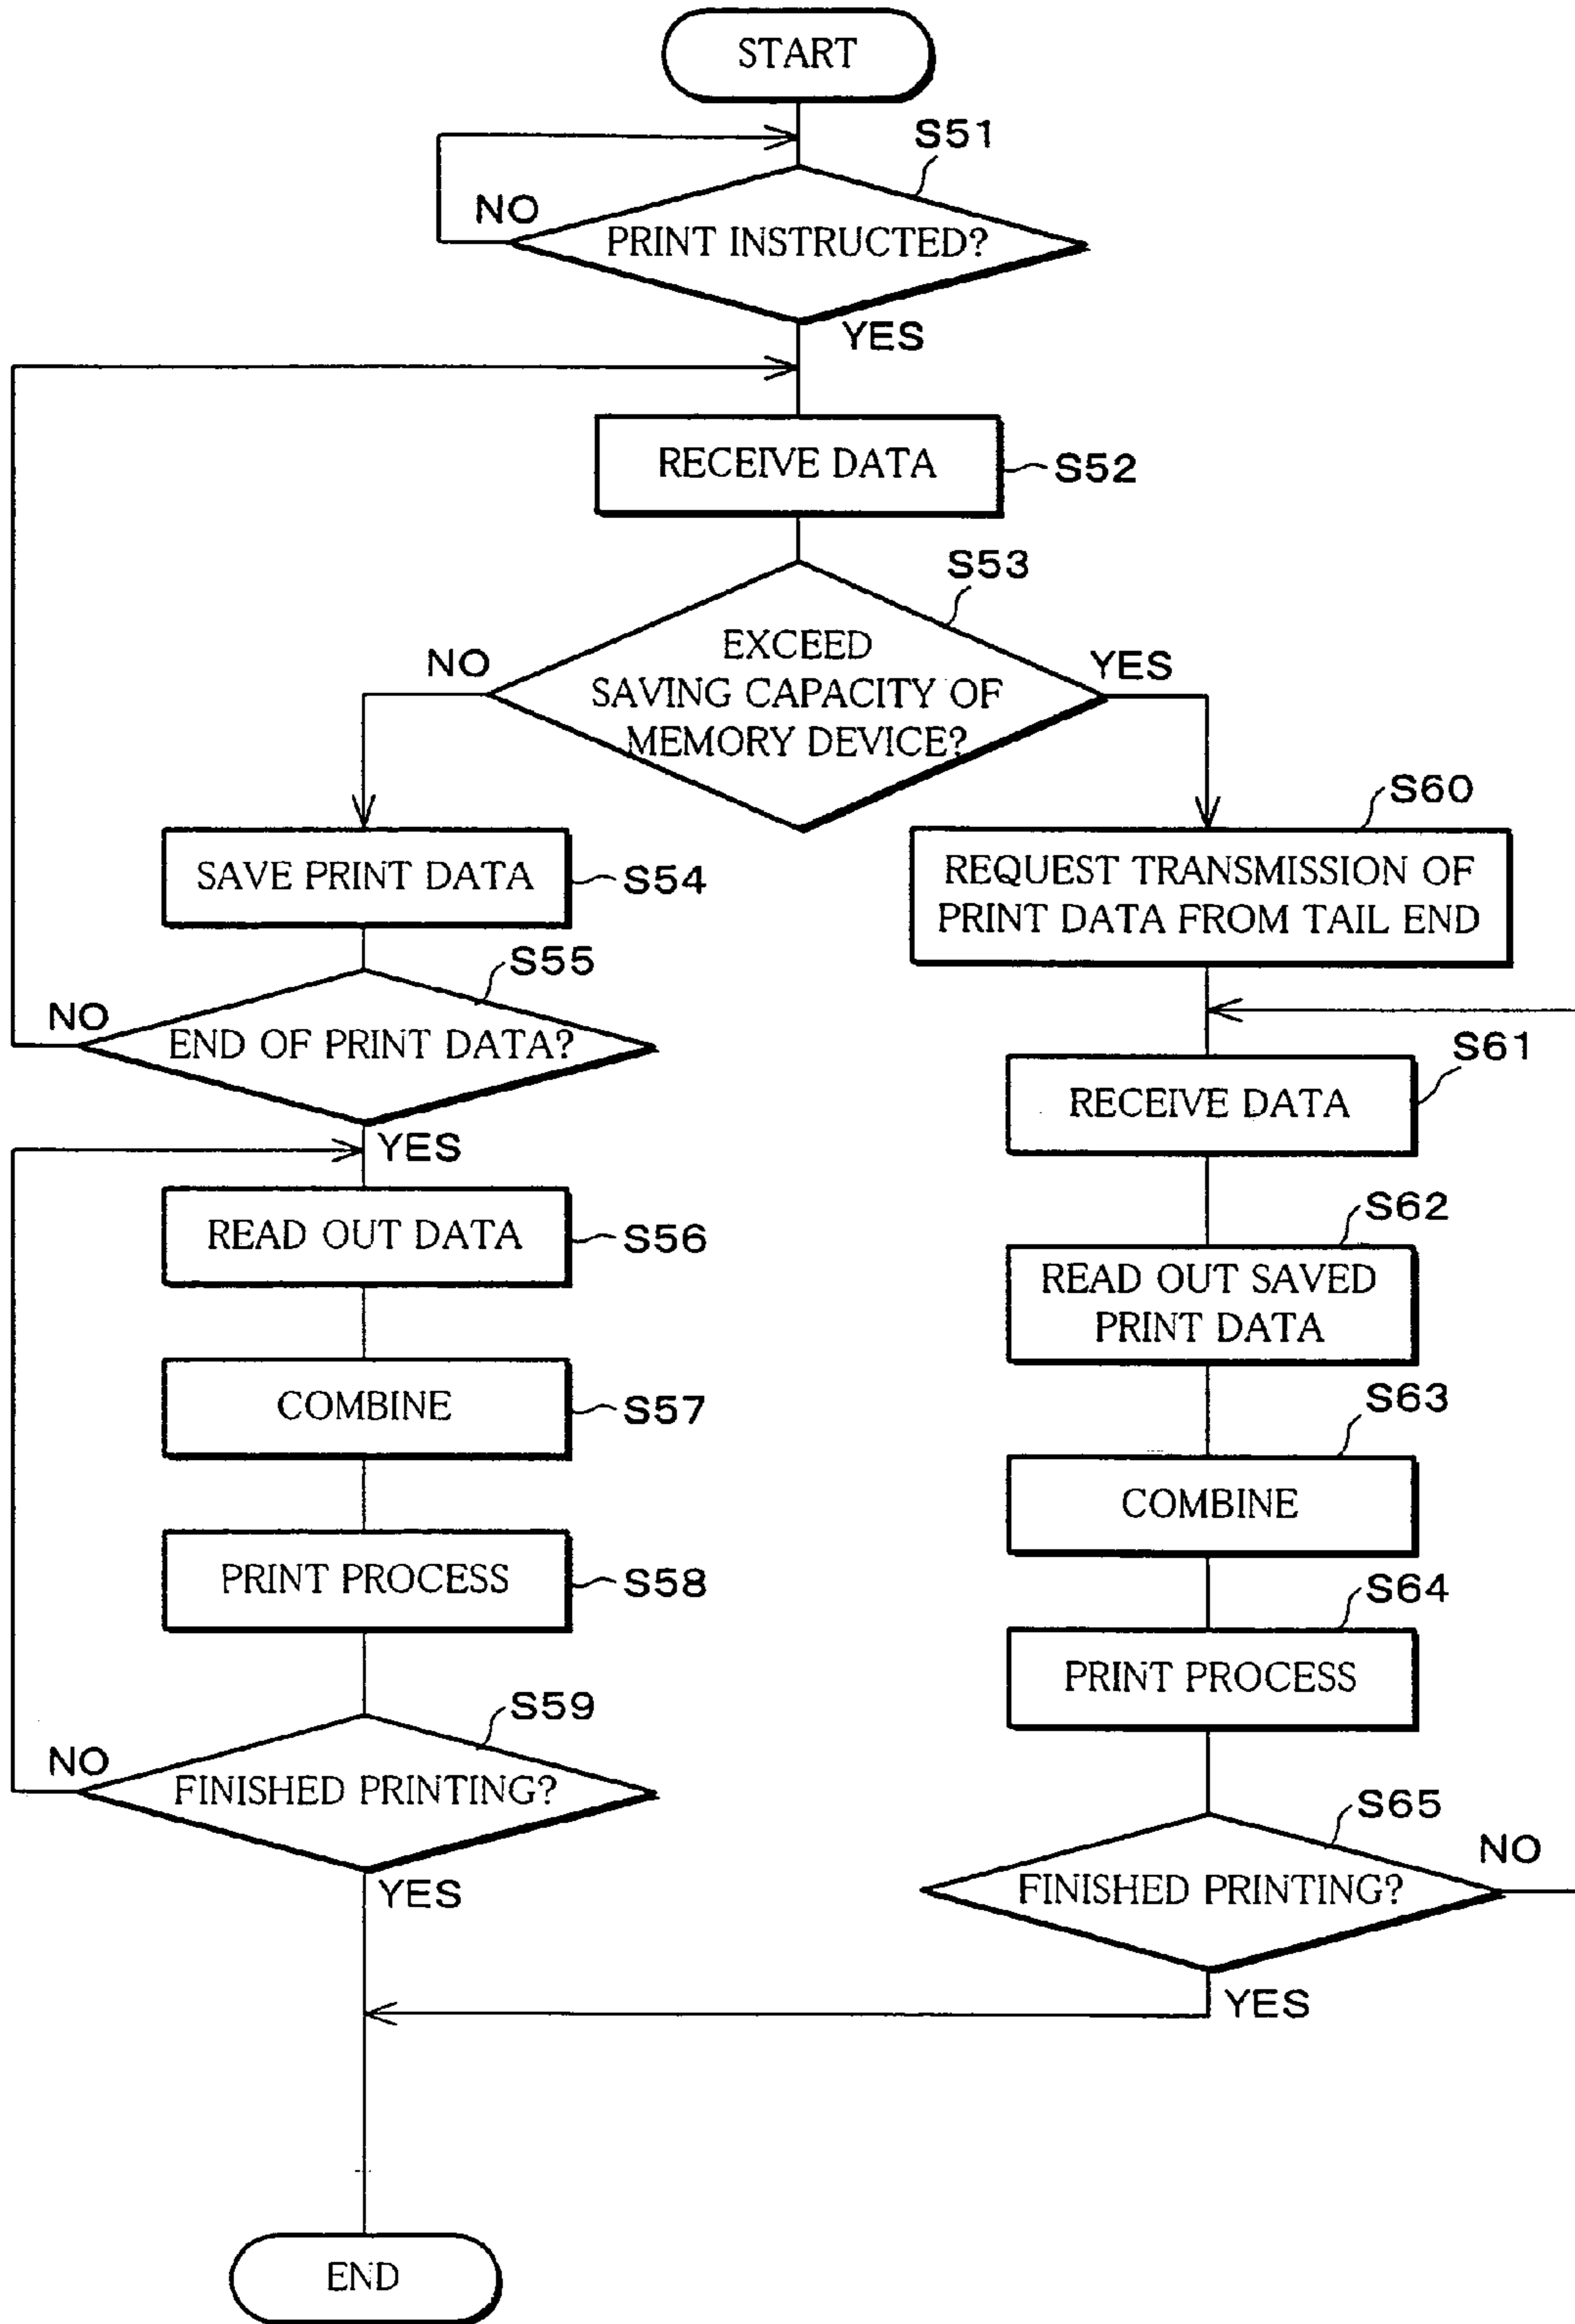 START
S51
NO
PRINT INSTRUCTED?
YES
RECEIVE DATA
S52
S53
NO
EXCEED
YES
SAVING CAPACITY OF
MEMORY DEVICE?
S60
SAVE PRINT DATA
S54
REQUEST TRANSMISSION OF
PRINT DATA FROM TAIL END
S55
NO
END OF PRINT DATA?
YES
S61
RECEIVE DATA
READ OUT DATA
S56
S62
READ OUT SAVED
PRINT DATA
COMBINE
S57
S63
COMBINE
PRINT PROCESS
S58
S64
PRINT PROCESS
S59
NO
FINISHED PRINTING?
YES
S65
NO
FINISHED PRINTING?
YES
END